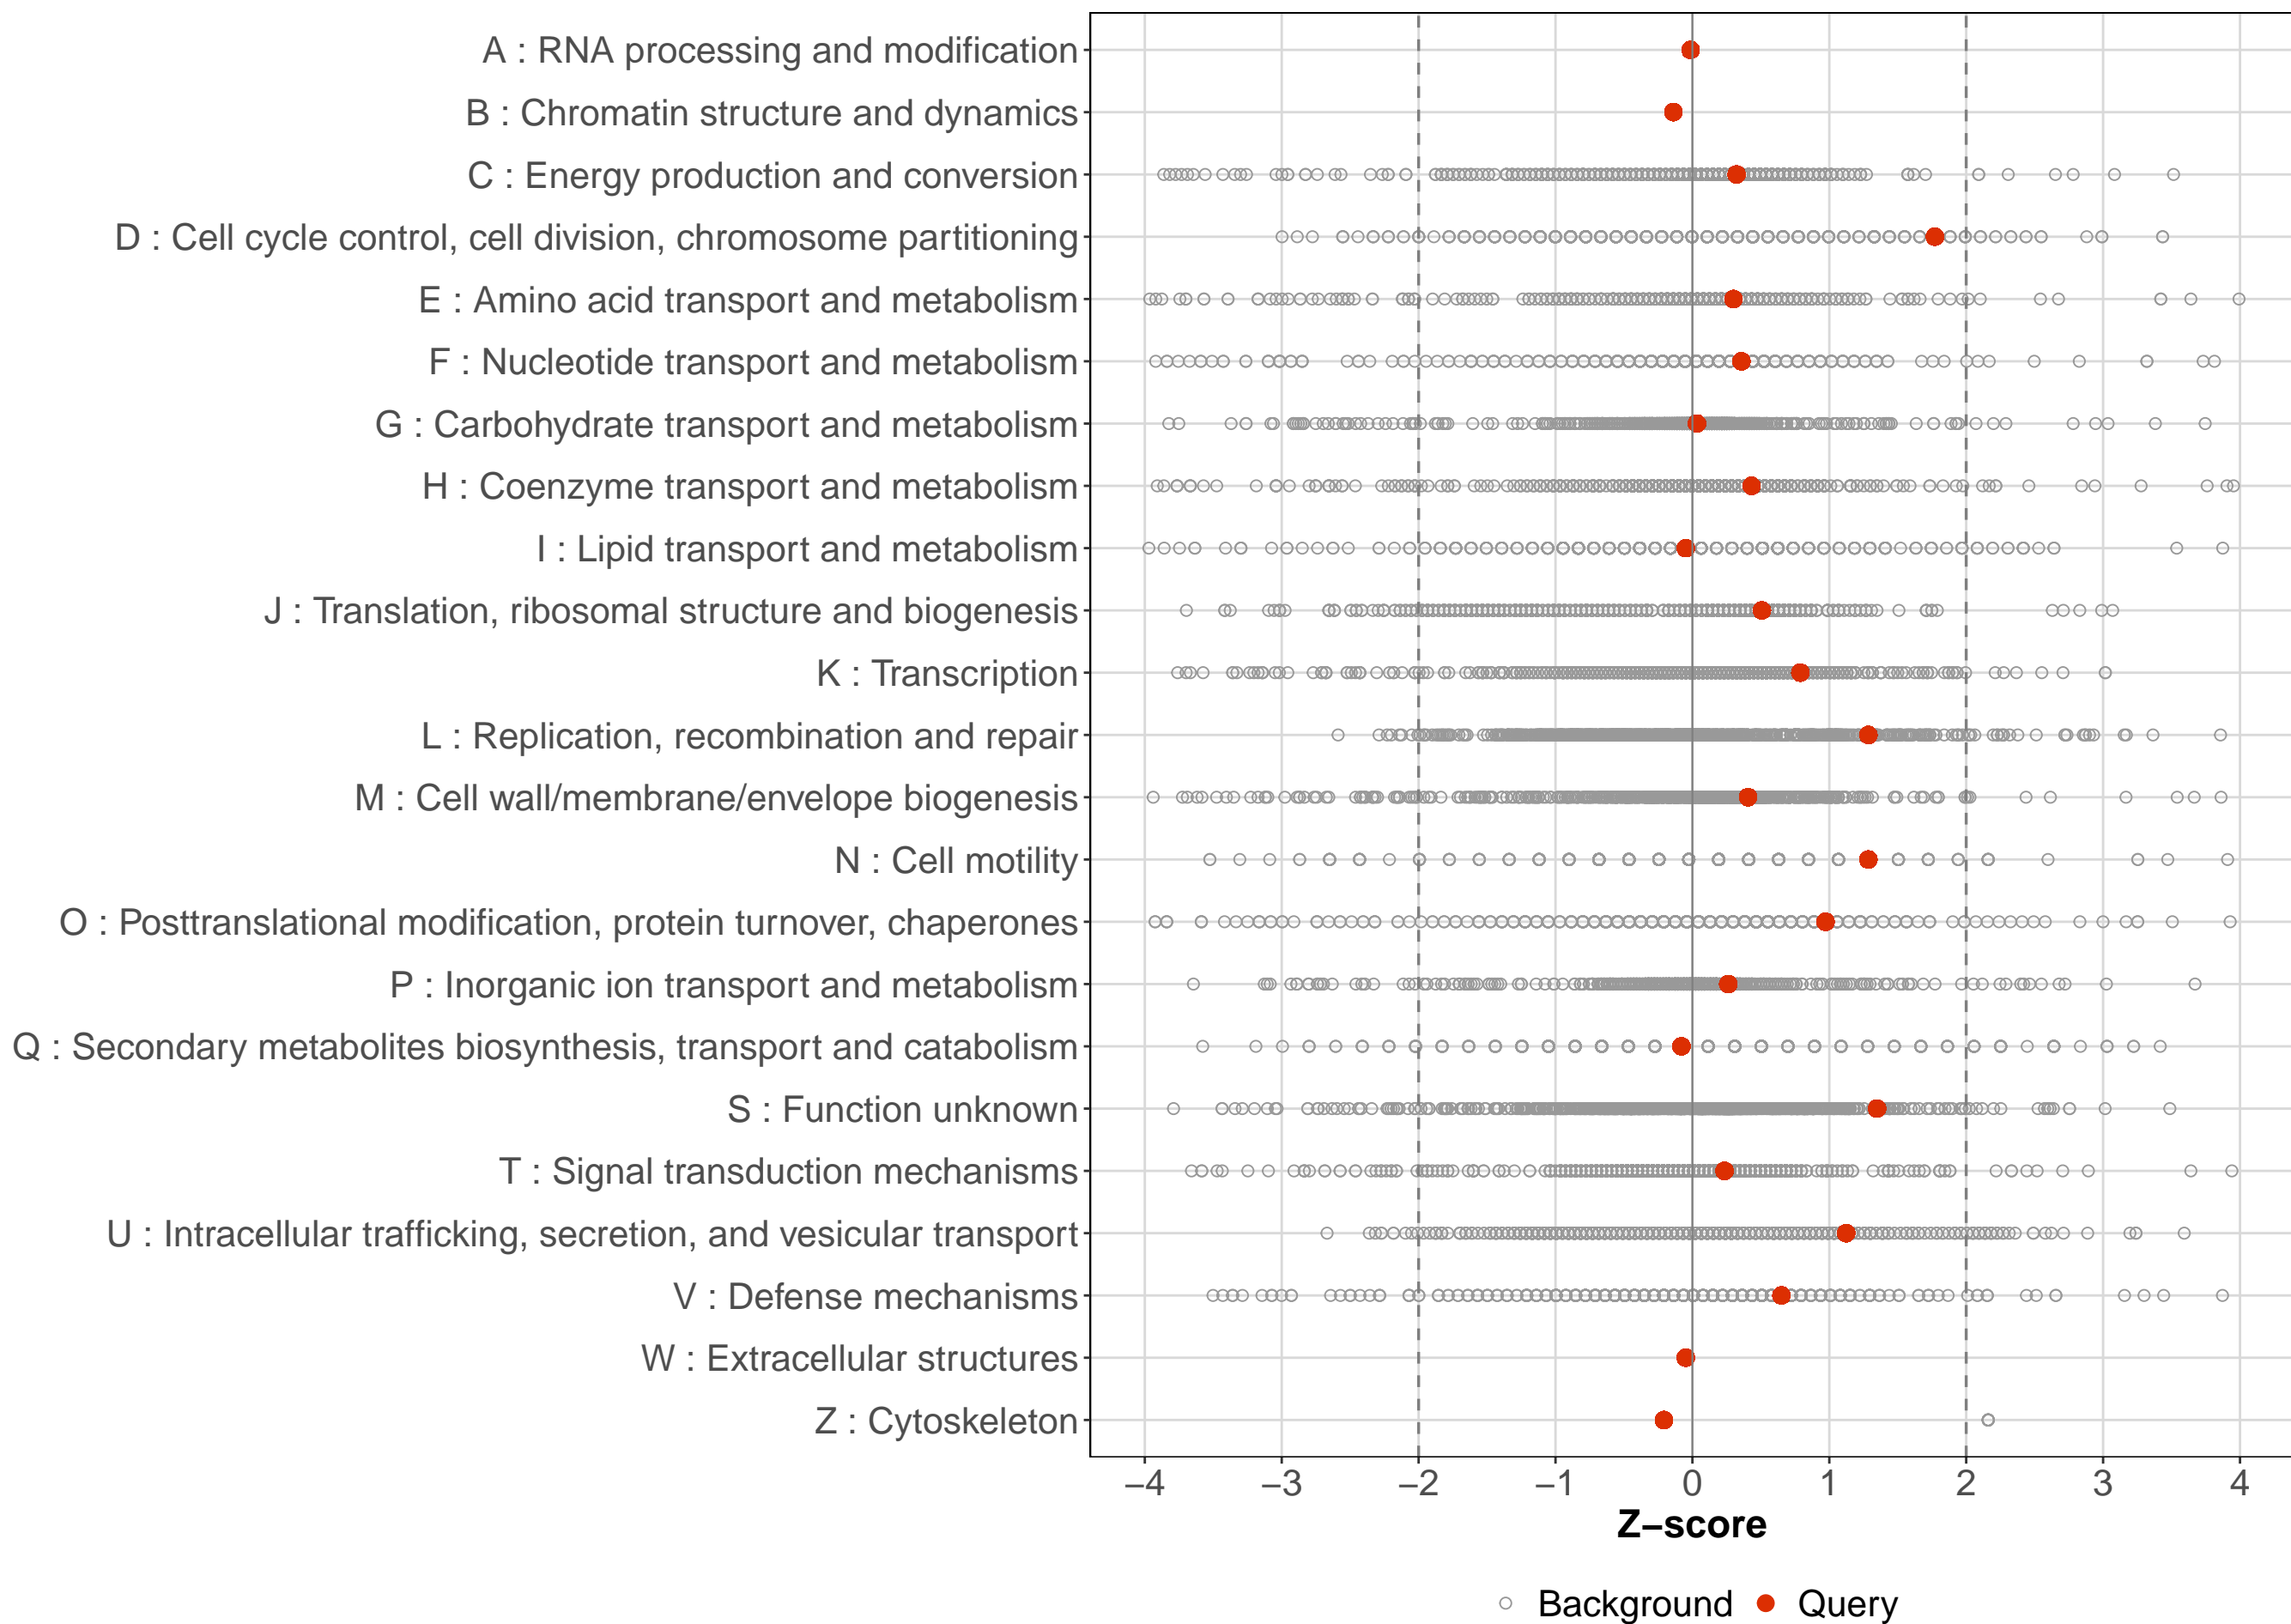 A : RNA processing and modification
B : Chromatin structure and dynamics
C : Energy production and conversion
D : Cell cycle control, cell division, chromosome partitioning
E : Amino acid transport and metabolism
F : Nucleotide transport and metabolism
G : Carbohydrate transport and metabolism
H : Coenzyme transport and metabolism
I : Lipid transport and metabolism
J : Translation, ribosomal structure and biogenesis
K : Transcription
L : Replication, recombination and repair
M : Cell wall/membrane/envelope biogenesis
N : Cell motility
O : Posttranslational modification, protein turnover, chaperones
P : Inorganic ion transport and metabolism
Q : Secondary metabolites biosynthesis, transport and catabolism
S : Function unknown
T : Signal transduction mechanisms
U : Intracellular trafficking, secretion, and vesicular transport
V : Defense mechanisms
W : Extracellular structures
Z : Cytoskeleton
−4 −3 −2 −1 0 1 2 3 4
Z−score
Background Query